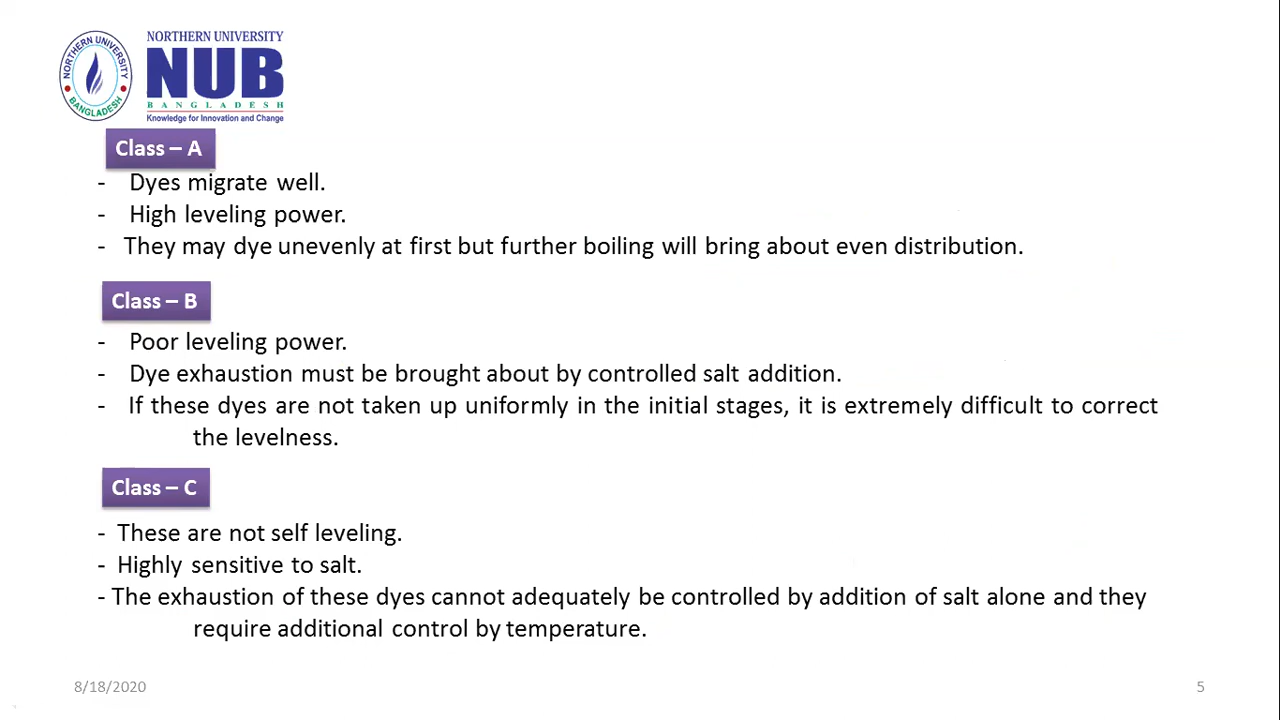 NORTHERN UNIVERSITY
BANGLADESH
NORTHERN UNIVERSITY
NUB
BANGLADESH
Knowledge for Innovation and Change
Class – A
- Dyes migrate well.
- High leveling power.
- They may dye unevenly at first but further boiling will bring about even distribution.
Class – B
- Poor leveling power.
- Dye exhaustion must be brought about by controlled salt addition.
- If these dyes are not taken up uniformly in the initial stages, it is extremely difficult to correct
the levelness.
Class – C
- These are not self leveling.
- Highly sensitive to salt.
- The exhaustion of these dyes cannot adequately be controlled by addition of salt alone and they
require additional control by temperature.
8/18/2020
5